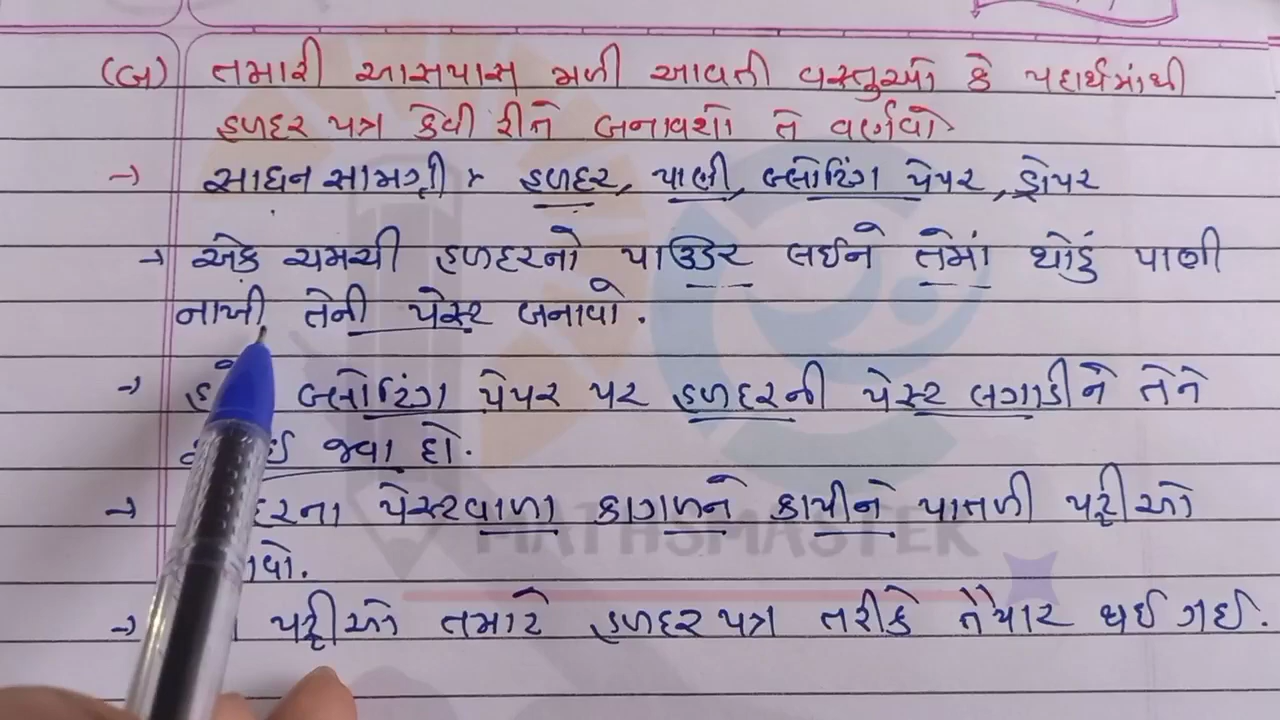 (બ) તમારી આસપાસ મળી આવતી વસ્તુઓ કે પદાર્થમાંથી
હળદર પત્ર કેવી રીતે બનાવશો તે વર્ણવો.
→ સાધન સામગ્રી : હળદર, પાણી, બ્લોટિંગ પેપર, ડ્રોપર
→ એક ચમચી હળદરનો પાઉડર લઈને તેમાં થોડું પાણી
નાખી તેની પેસ્ટ બનાવો.
→ બ્લોટિંગ પેપર પર હળદરની પેસ્ટ લગાડીને તેને
જવા દો.
→ પેસ્ટવાળા કાગળને કાપીને પાતળી પટ્ટીઓ
→ પટ્ટીઓ તમારે હળદર પત્ર તરીકે તૈયાર થઈ ગઈ.
MATHSMASTER